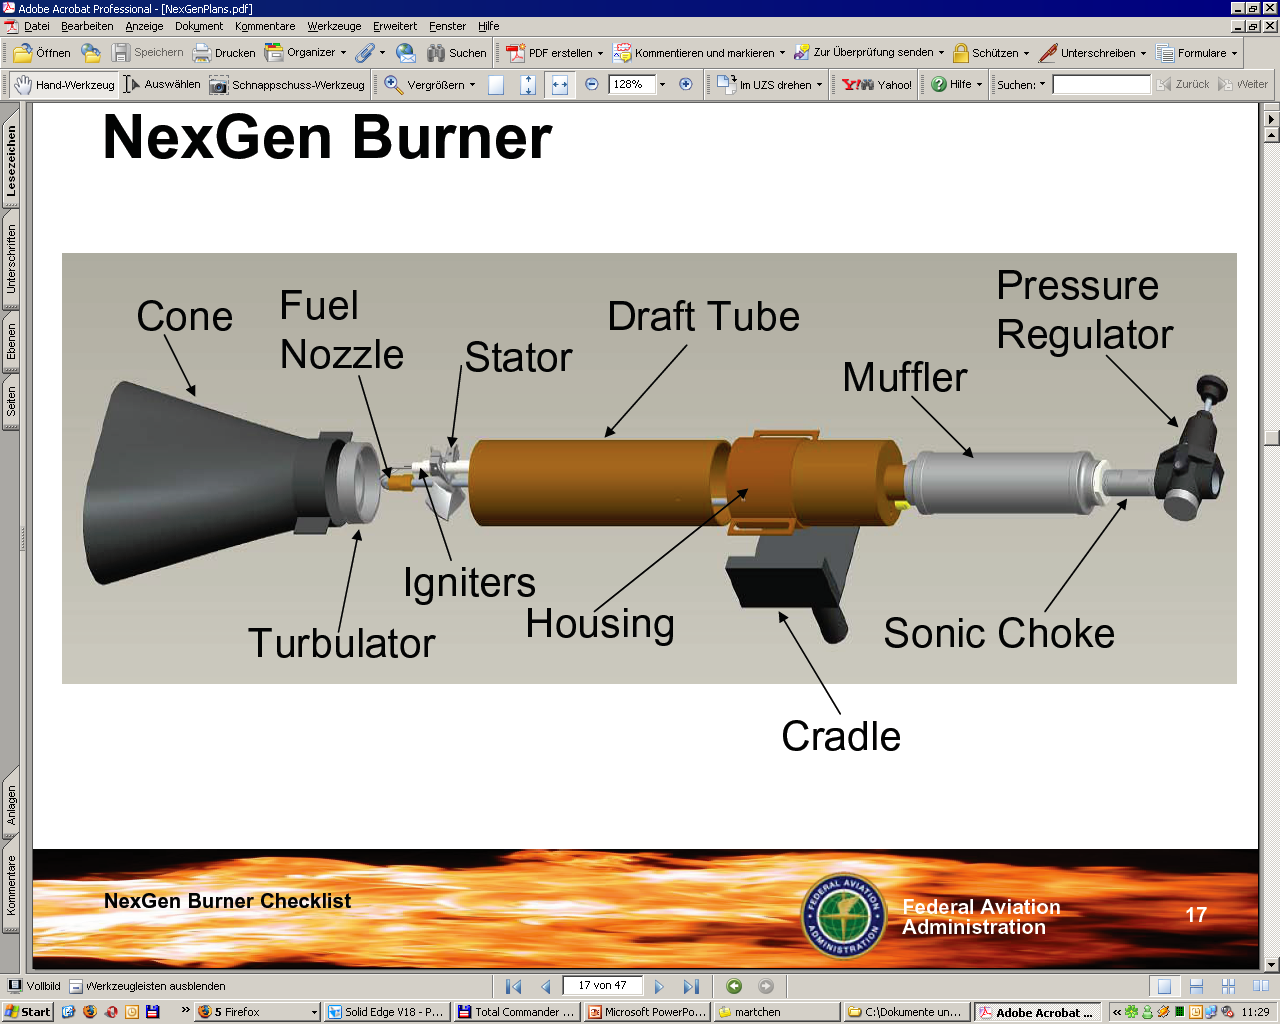 Adobe Acrobat Professional - [NexGenPlans.pdf]
Datei Bearbeiten Anzeige Dokument Kommentare Werkzeuge Erweitert Fenster Hilfe
Öffnen Speichern Drucken Organizer Suchen PDF erstellen Kommentieren und markieren Zur Überprüfung senden Schützen Unterschreiben Formulare
Hand-Werkzeug Auswählen Schnappschuss-Werkzeug Vergrößern 128% Im UZS drehen Y! Yahoo! Hilfe Suchen: Zurück Weiter
Lesezeichen
Unterschriften
Ebenen
Seiten
Anlagen
Kommentare
NexGen Burner
Cone
Fuel
Nozzle
Stator
Draft Tube
Muffler
Pressure
Regulator
Igniters
Turbulator
Housing
Sonic Choke
Cradle
NexGen Burner Checklist
FEDERAL AVIATION
ADMINISTRATION
Federal Aviation
Administration
17
Vollbild Werkzeugleisten ausblenden 17 von 47
Start » 5 Firefox Solid Edge V18 - P... Total Commander ... Microsoft PowerPo... martchen C:\Dokumente un... Adobe Acrobat ... « 11:29